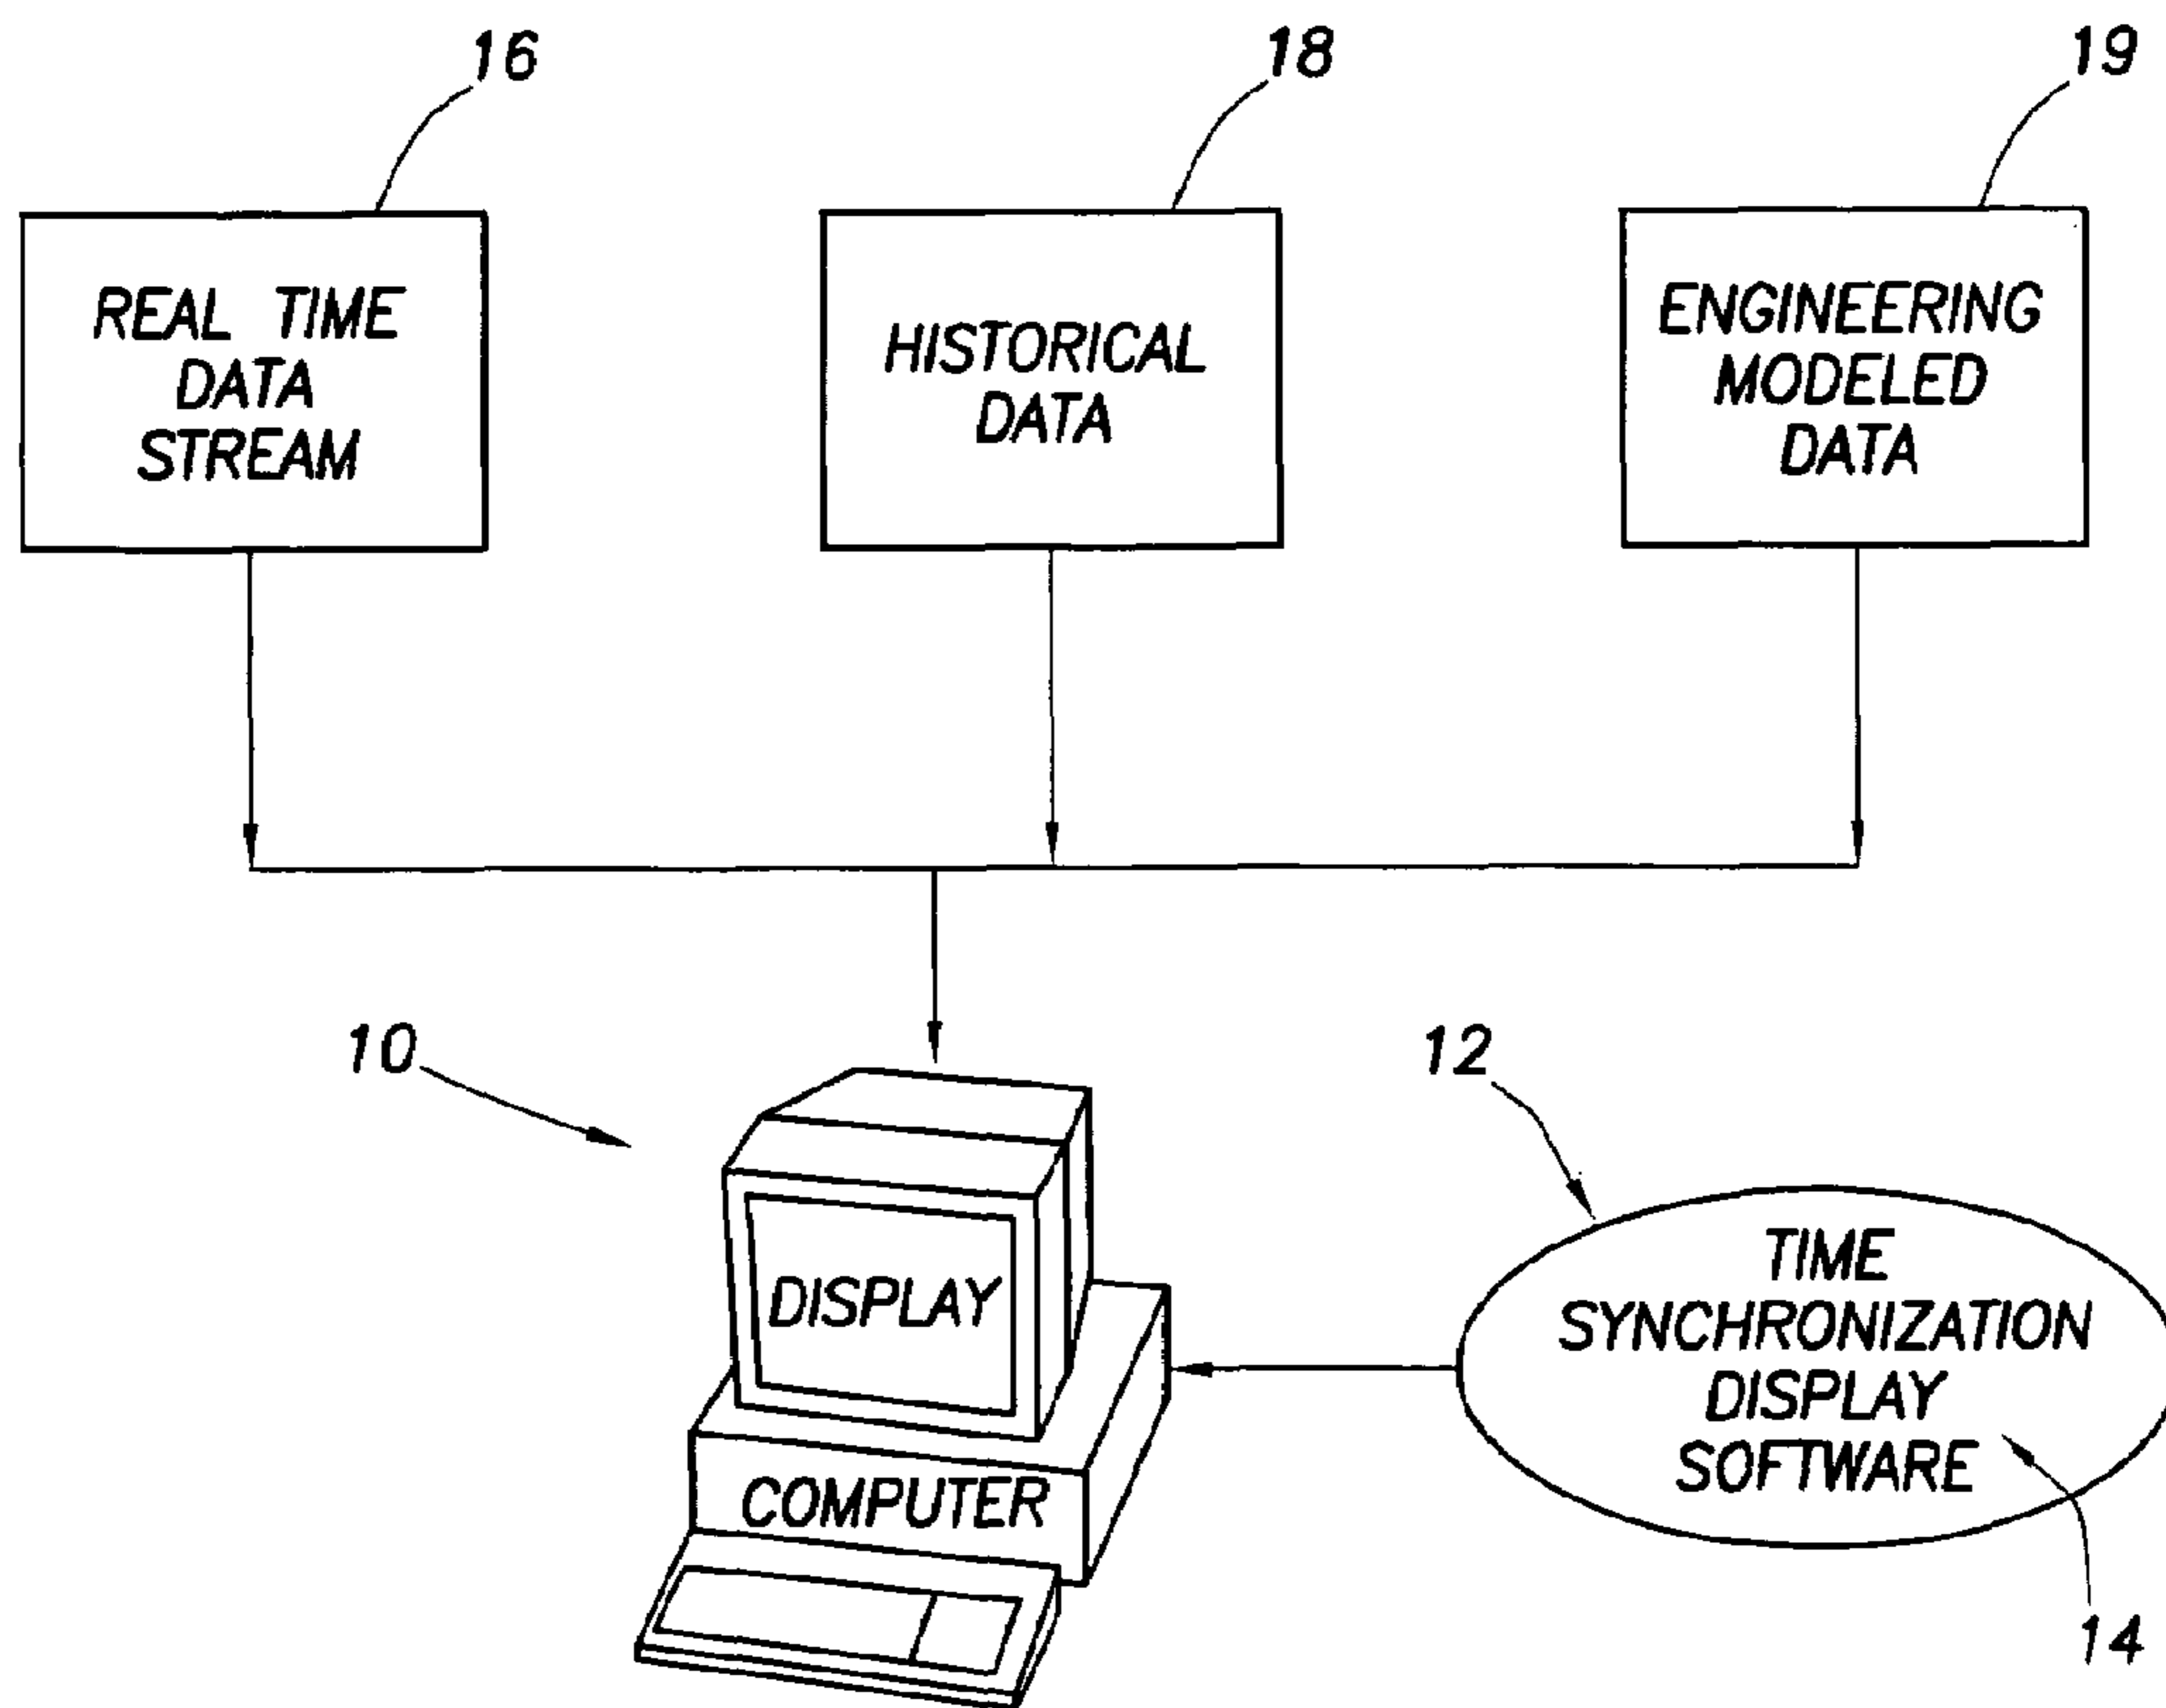 16
18
19
REAL TIME
DATA
STREAM
HISTORICAL
DATA
ENGINEERING
MODELED
DATA
10
12
DISPLAY
COMPUTER
TIME
SYNCHRONIZATION
DISPLAY
SOFTWARE
14